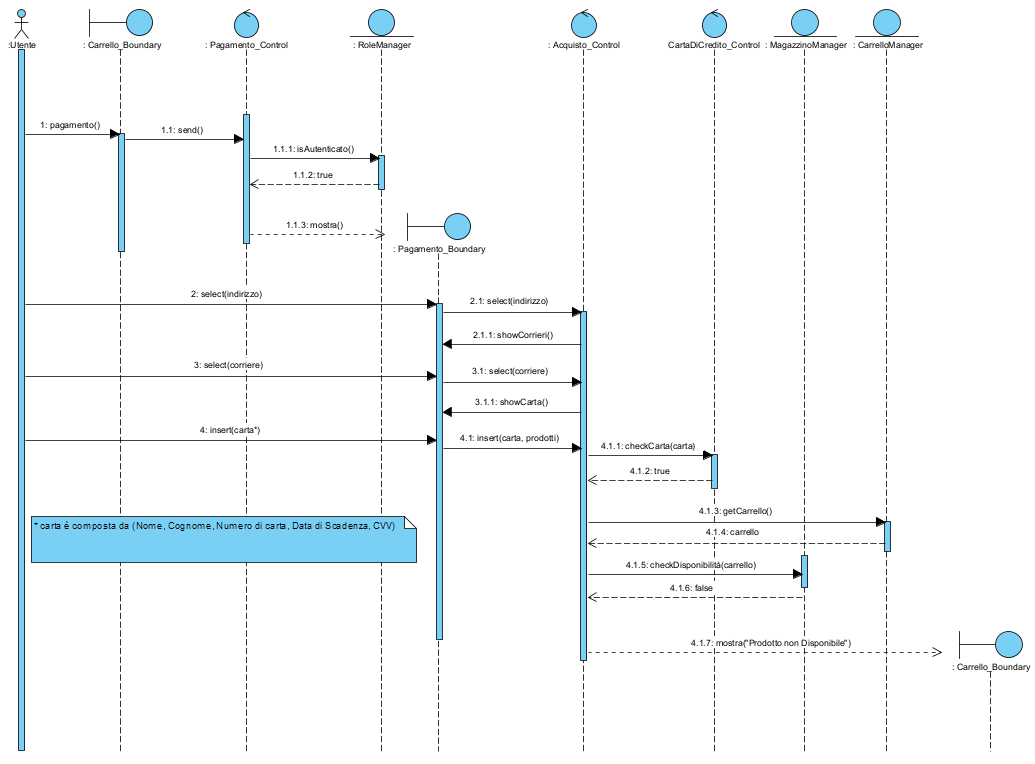 :Utente
: Carrello_Boundary
: Pagamento_Control
: RoleManager
: Acquisto_Control
CartaDiCredito_Control
: MagazzinoManager
: CarrelloManager
1: pagamento()
1.1: send()
1.1.1: isAutenticato()
1.1.2: true
1.1.3: mostra()
: Pagamento_Boundary
2: select(indirizzo)
2.1: select(indirizzo)
2.1.1: showCorrieri()
3: select(corriere)
3.1: select(corriere)
3.1.1: showCarta()
4: insert(carta*)
4.1: insert(carta, prodotti)
4.1.1: checkCarta(carta)
4.1.2: true
4.1.3: getCarrello()
* carta è composta da (Nome, Cognome, Numero di carta, Data di Scadenza, CVV)
4.1.4: carrello
4.1.5: checkDisponibilità(carrello)
4.1.6: false
4.1.7: mostra("Prodotto non Disponibile")
: Carrello_Boundary